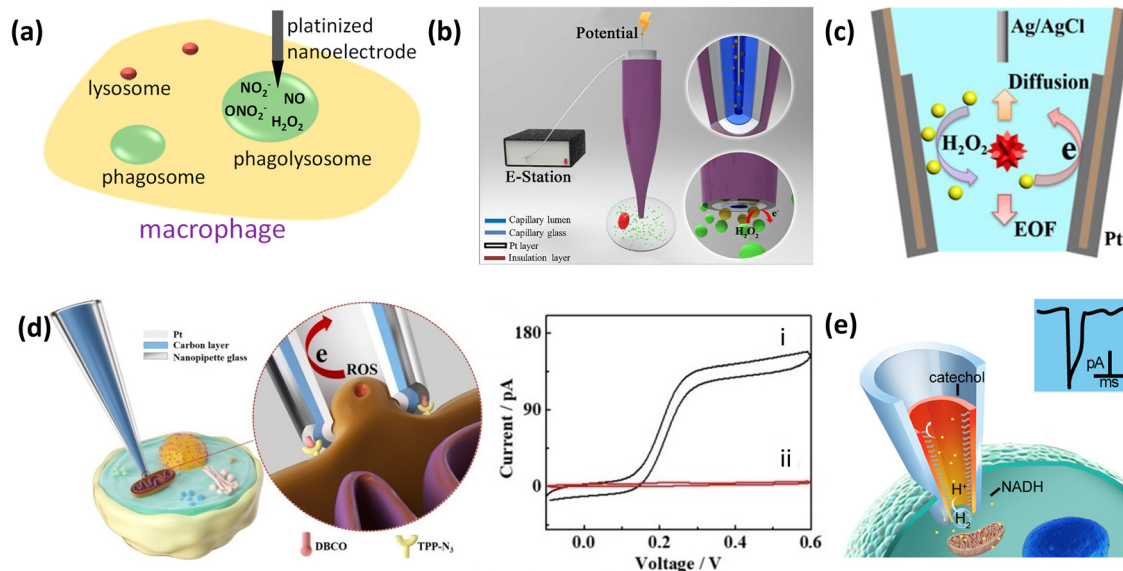 (a)
platinized
nanoelectrode
lysosome
NO₂⁻
NO
ONO₂⁻
H₂O₂
phagolysosome
phagosome
macrophage
(b)
Potential
E-Station
Capillary lumen
Capillary glass
Pt layer
Insulation layer
e⁻
H₂O₂
(c)
Ag/AgCl
Diffusion
H₂O₂
e
EOF
Pt
(d)
Pt
Carbon layer
Nanopipette glass
e
ROS
DBCO
TPP-N₃
Current / pA
180
90
0
i
ii
0.0
0.2
0.4
0.6
Voltage / V
(e)
pA
ms
catechol
H⁺
H₂
NADH